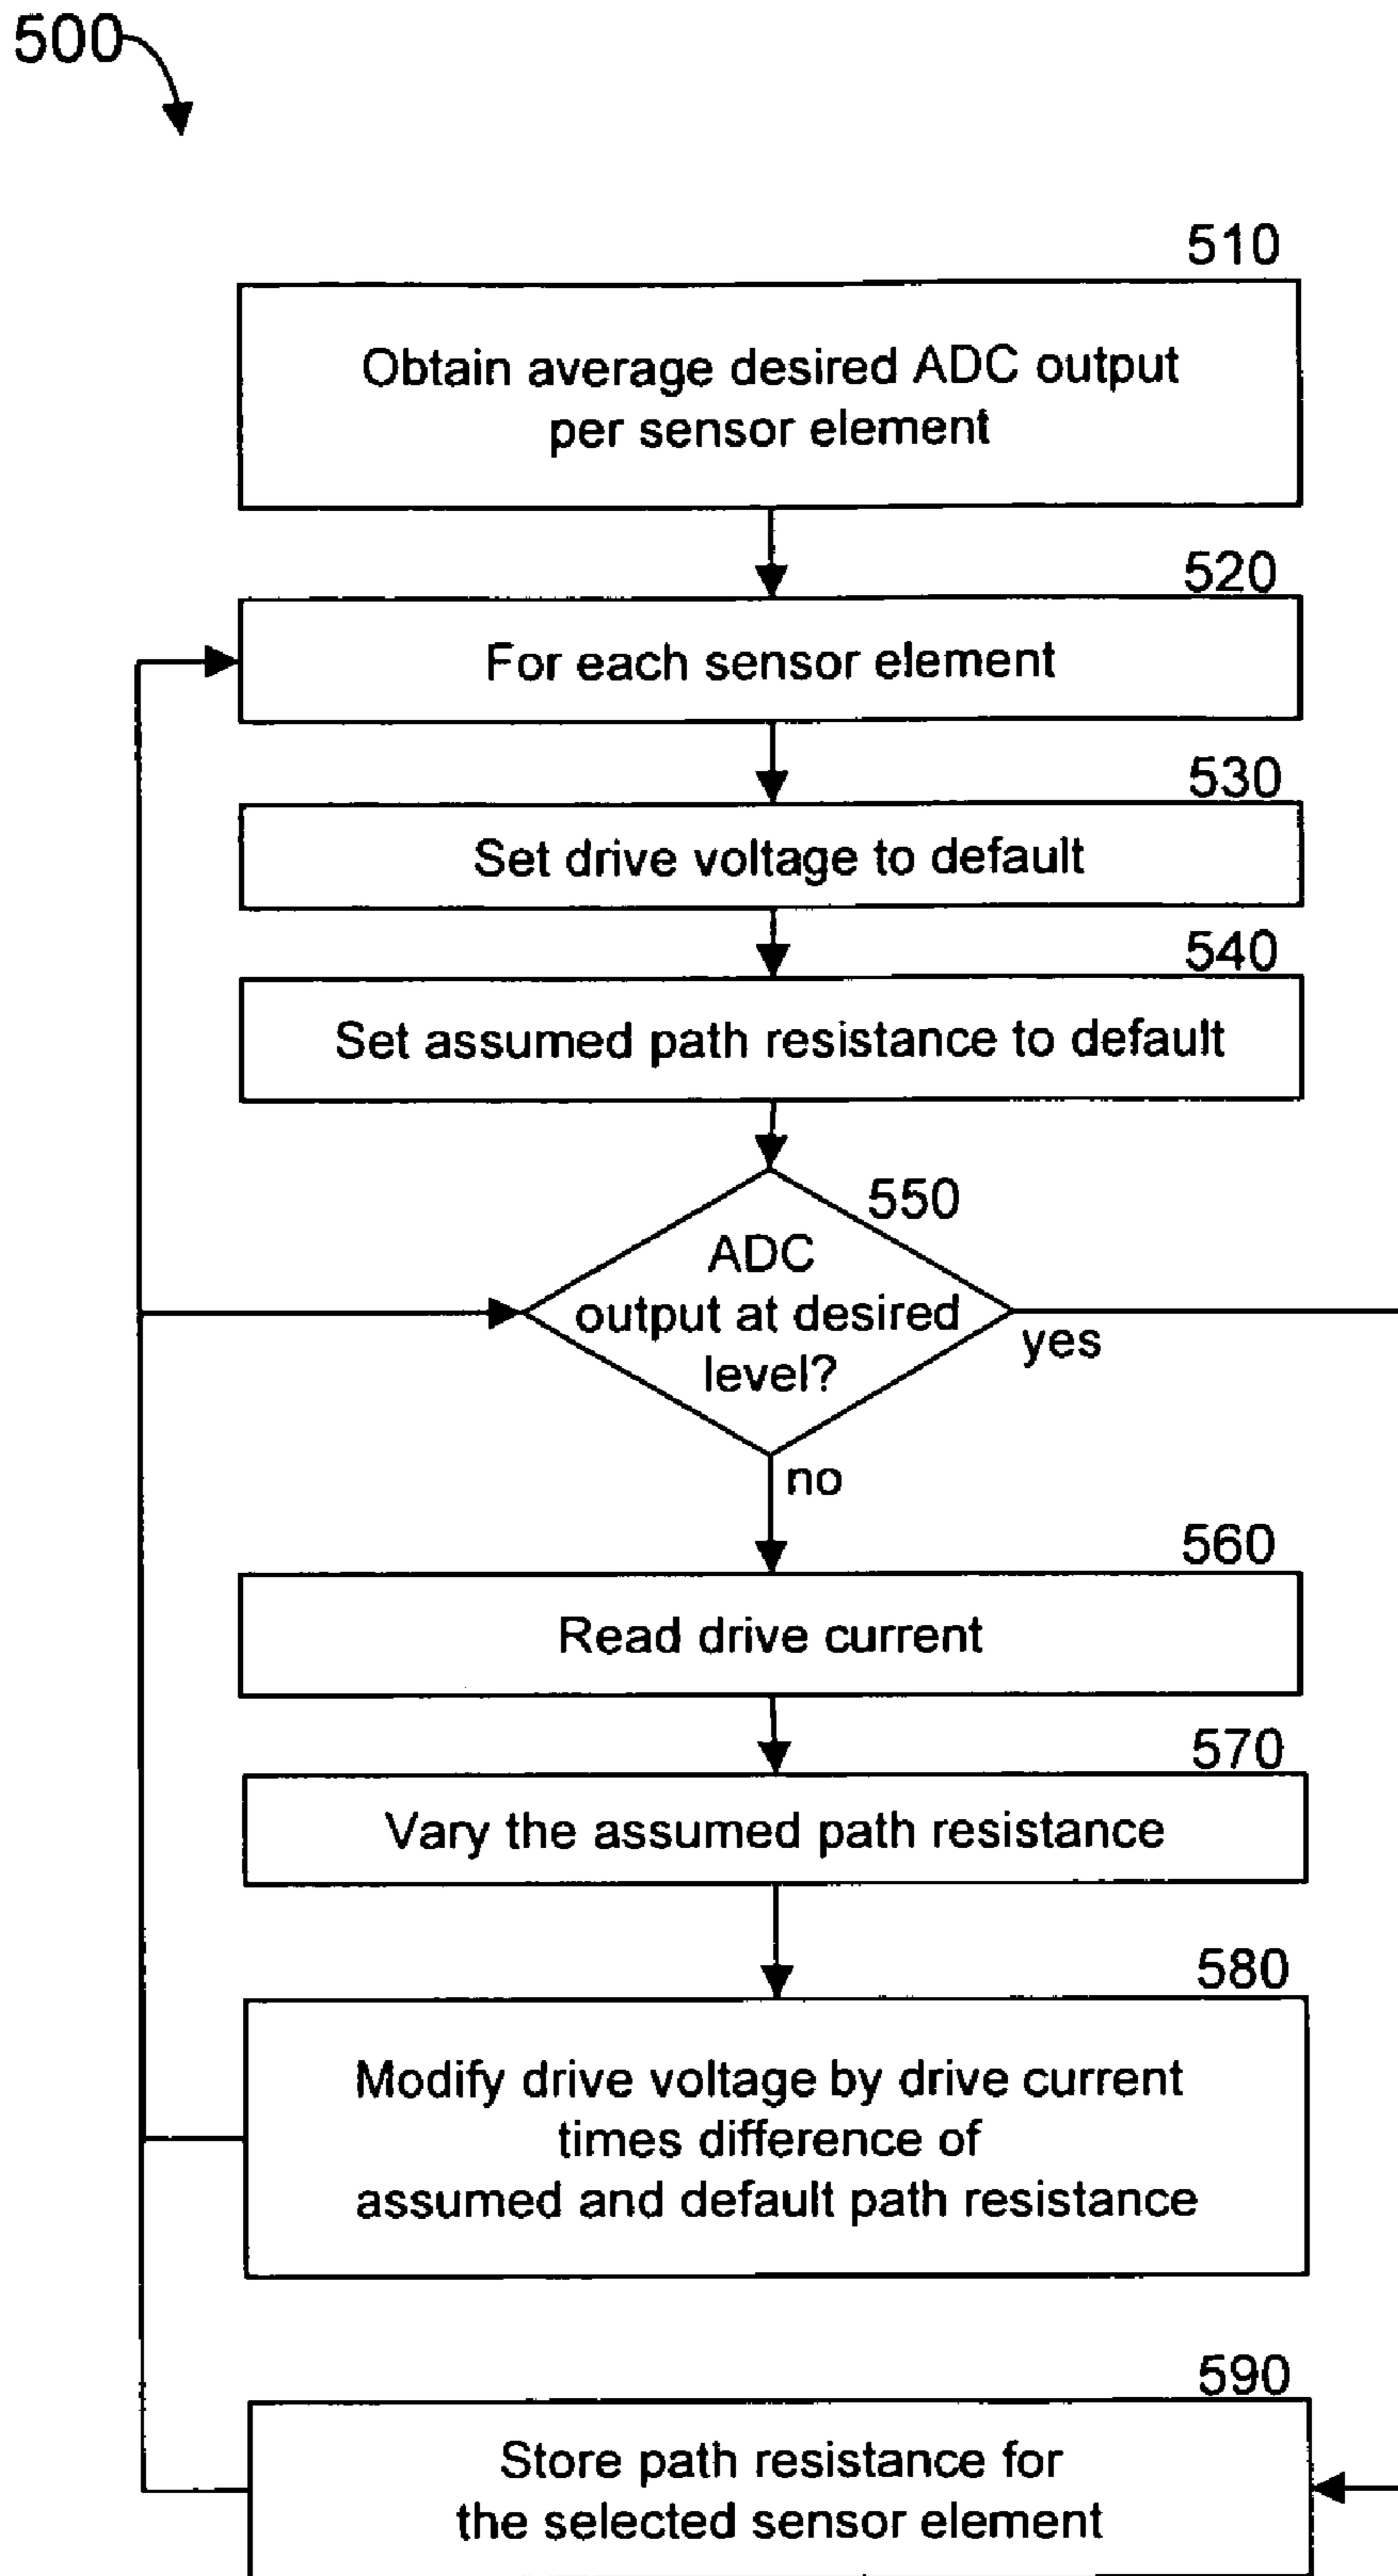 500
510
Obtain average desired ADC output
per sensor element
520
For each sensor element
530
Set drive voltage to default
540
Set assumed path resistance to default
550
ADC
output at desired
level?
yes
no
560
Read drive current
570
Vary the assumed path resistance
580
Modify drive voltage by drive current
times difference of
assumed and default path resistance
590
Store path resistance for
the selected sensor element